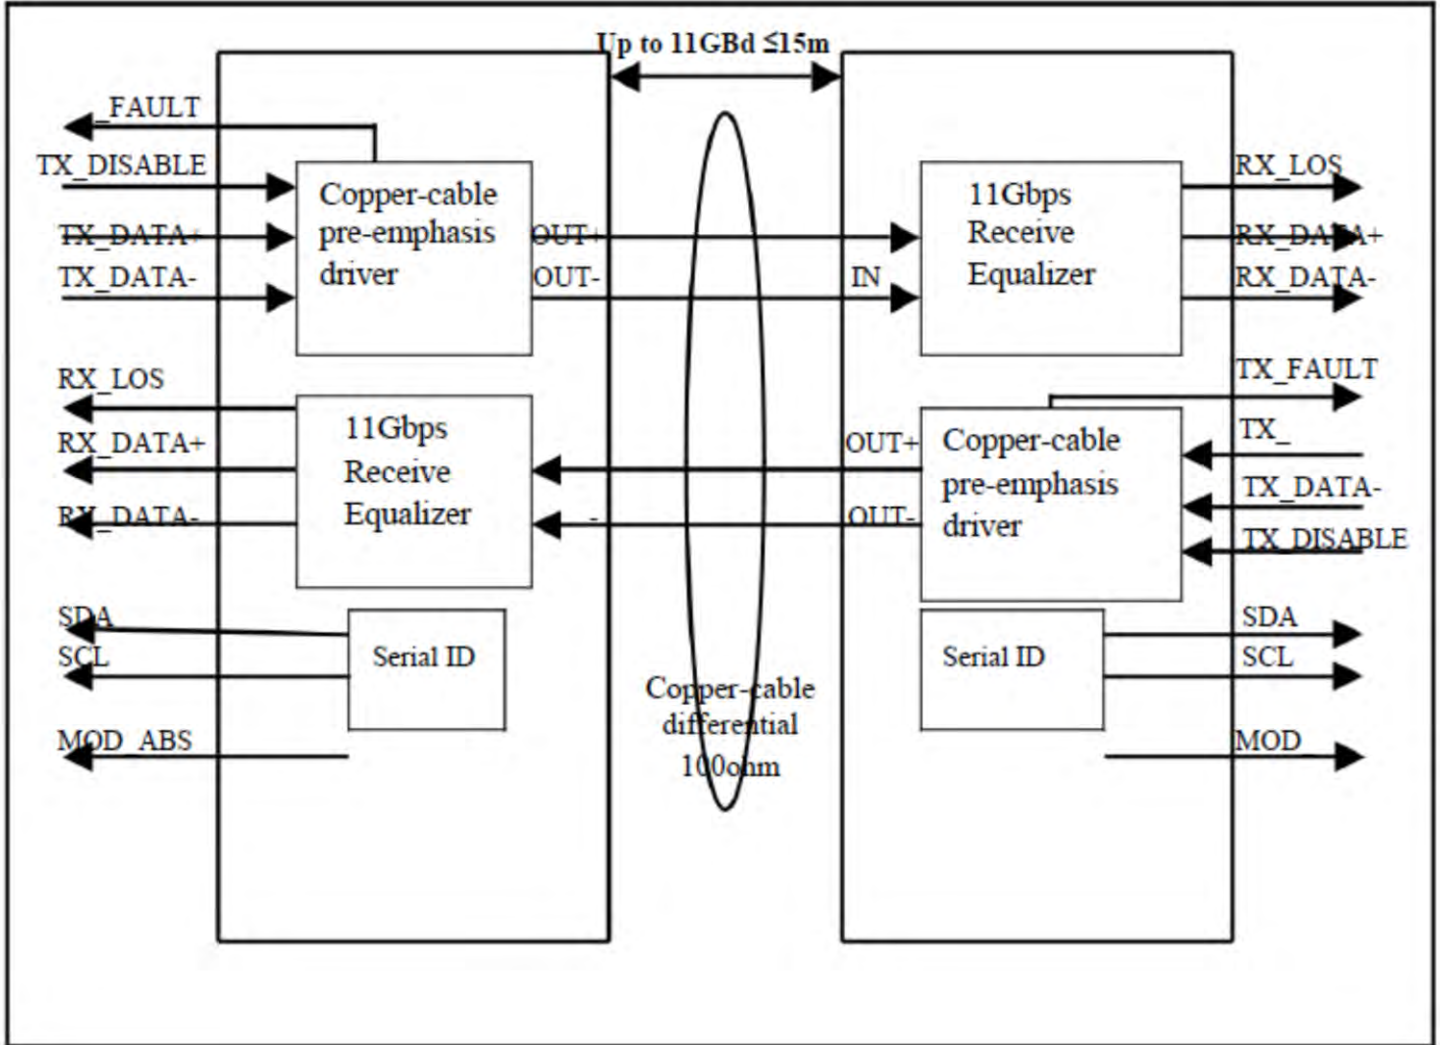 Up to 11GBd ≤15m
_FAULT
TX_DISABLE
TX_DATA+
TX_DATA-
Copper-cable
pre-emphasis
driver
OUT+
OUT-
IN
11Gbps
Receive
Equalizer
RX_LOS
RX_DATA+
RX_DATA-
RX_LOS
RX_DATA+
RX_DATA-
11Gbps
Receive
Equalizer
-
OUT+
OUT-
Copper-cable
pre-emphasis
driver
TX_FAULT
TX_
TX_DATA-
TX_DISABLE
SDA
SCL
MOD_ABS
Serial ID
Copper-cable
differential
100ohm
Serial ID
SDA
SCL
MOD_